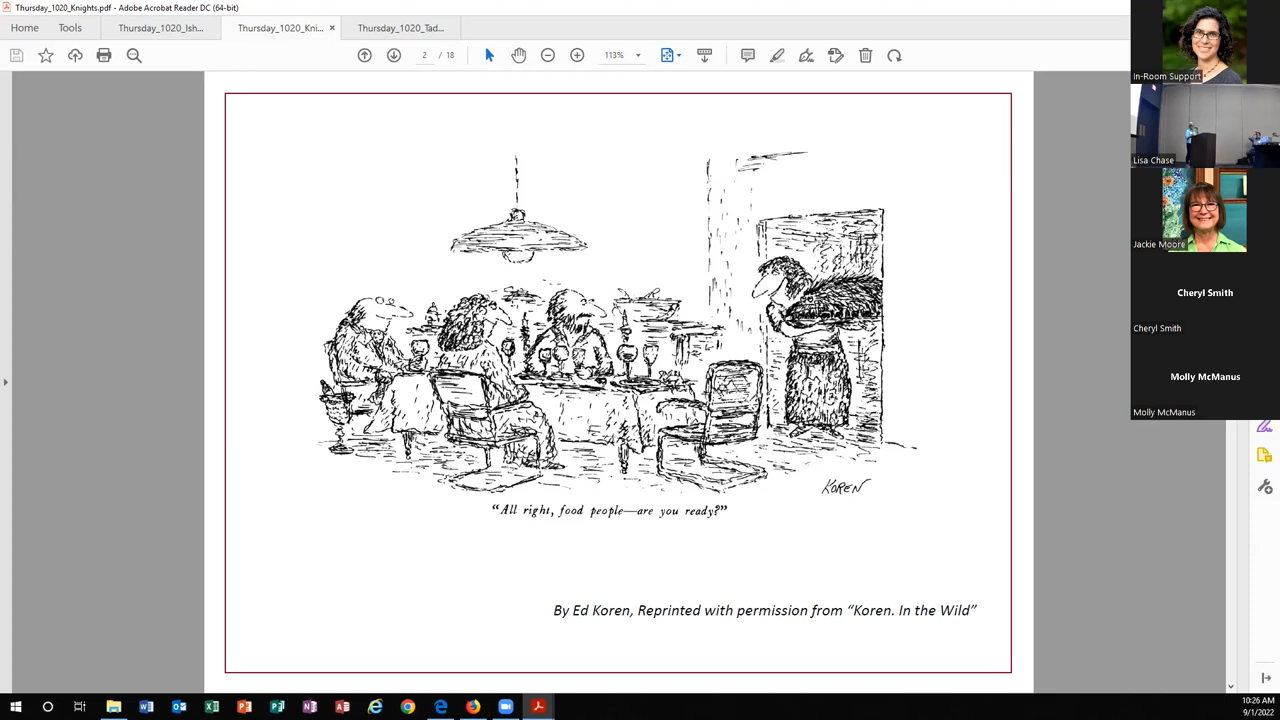 Thursday_1020_Knights.pdf - Adobe Acrobat Reader DC (64-bit)
Home
Tools
Thursday_1020_Ish...
Thursday_1020_Kni...
Thursday_1020_Tad...
2 / 18
113%
In-Room Support
Lisa Chase
Jackie Moore
Cheryl Smith
Cheryl Smith
Molly McManus
Molly McManus
KOREN
“All right, food people—are you ready?”
By Ed Koren, Reprinted with permission from “Koren. In the Wild”
10:26 AM
9/1/2022